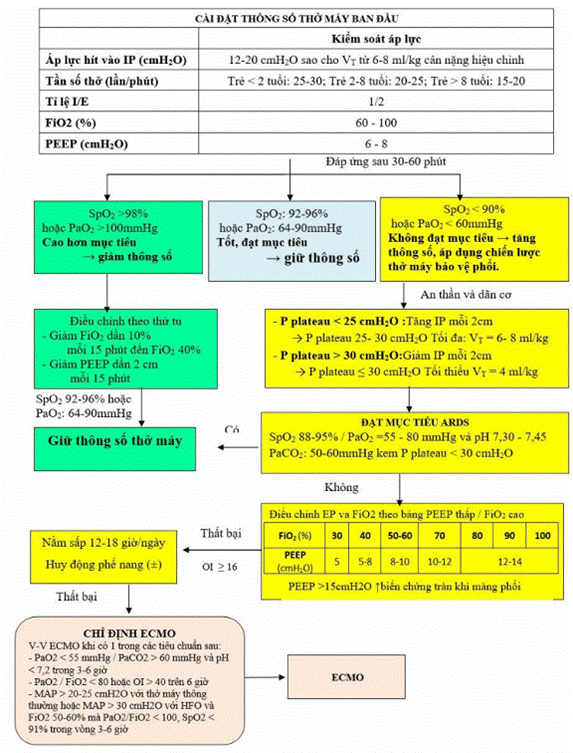 CÀI ĐẶT THÔNG SỐ THỞ MÁY BAN ĐẦU
Kiểm soát áp lực
Áp lực hít vào IP (cmH2O) 12-20 cmH2O sao cho VT từ 6-8 ml/kg cân nặng hiệu chỉnh
Tần số thở (lần/phút) Trẻ < 2 tuổi: 25-30; Trẻ 2-8 tuổi: 20-25; Trẻ > 8 tuổi: 15-20
Tỉ lệ I/E 1/2
FiO2 (%) 60 - 100
PEEP (cmH2O) 6 - 8
Đáp ứng sau 30-60 phút
SpO2 >98%
hoặc PaO2 >100mmHg
Cao hơn mục tiêu
→ giảm thông số
SpO2: 92-96%
hoặc PaO2: 64-90mmHg
Tốt, đạt mục tiêu
→ giữ thông số
SpO2 < 90%
hoặc PaO2 < 60mmHg
Không đạt mục tiêu → tăng
thông số, áp dụng chiến lược
thở máy bảo vệ phổi.
An thần và dãn cơ
Điều chỉnh theo thứ tư
- Giảm FiO2 dần 10%
mỗi 15 phút đến FiO2 40%
- Giảm PEEP dần 2 cm
mỗi 15 phút
- P plateau < 25 cmH2O :Tăng IP mỗi 2cm
→ P plateau 25- 30 cmH2O Tối đa: VT = 6- 8 ml/kg
- P plateau > 30 cmH2O:Giảm IP mỗi 2cm
→ P plateau ≤ 30 cmH2O Tối thiểu VT = 4 ml/kg
SpO2 92-96% hoặc
PaO2: 64-90mmHg
Giữ thông số thở máy
Có
ĐẠT MỤC TIÊU ARDS
SpO2 88-95% / PaO2 =55 - 80 mmHg và pH 7,30 - 7,45
PaCO2: 50-60mmHg kem P plateau < 30 cmH2O
Không
Điều chỉnh EP va FiO2 theo bảng PEEP thấp / FiO2 cao
FiO2 (%) 30 40 50-60 70 80 90 100
PEEP (cmH2O) 5 5-8 8-10 10-12 12-14
PEEP >15cmH2O ↑biến chứng tràn khí màng phổi
Thất bại
OI ≥ 16
Nằm sấp 12-18 giờ/ngày
Huy động phế nang (±)
Thất bại
CHỈ ĐỊNH ECMO
V-V ECMO khi có 1 trong các tiêu chuẩn sau:
- PaO2 < 55 mmHg / PaCO2 > 60 mmHg và pH
< 7,2 trong 3-6 giờ
- PaO2 / FiO2 < 80 hoặc OI > 40 trên 6 giờ
- MAP > 20-25 cmH2O với thở máy thông
thường hoặc MAP > 30 cmH2O với HFO và
FiO2 50-60% mà PaO2/FiO2 < 100, SpO2 <
91% trong vòng 3-6 giờ
ECMO